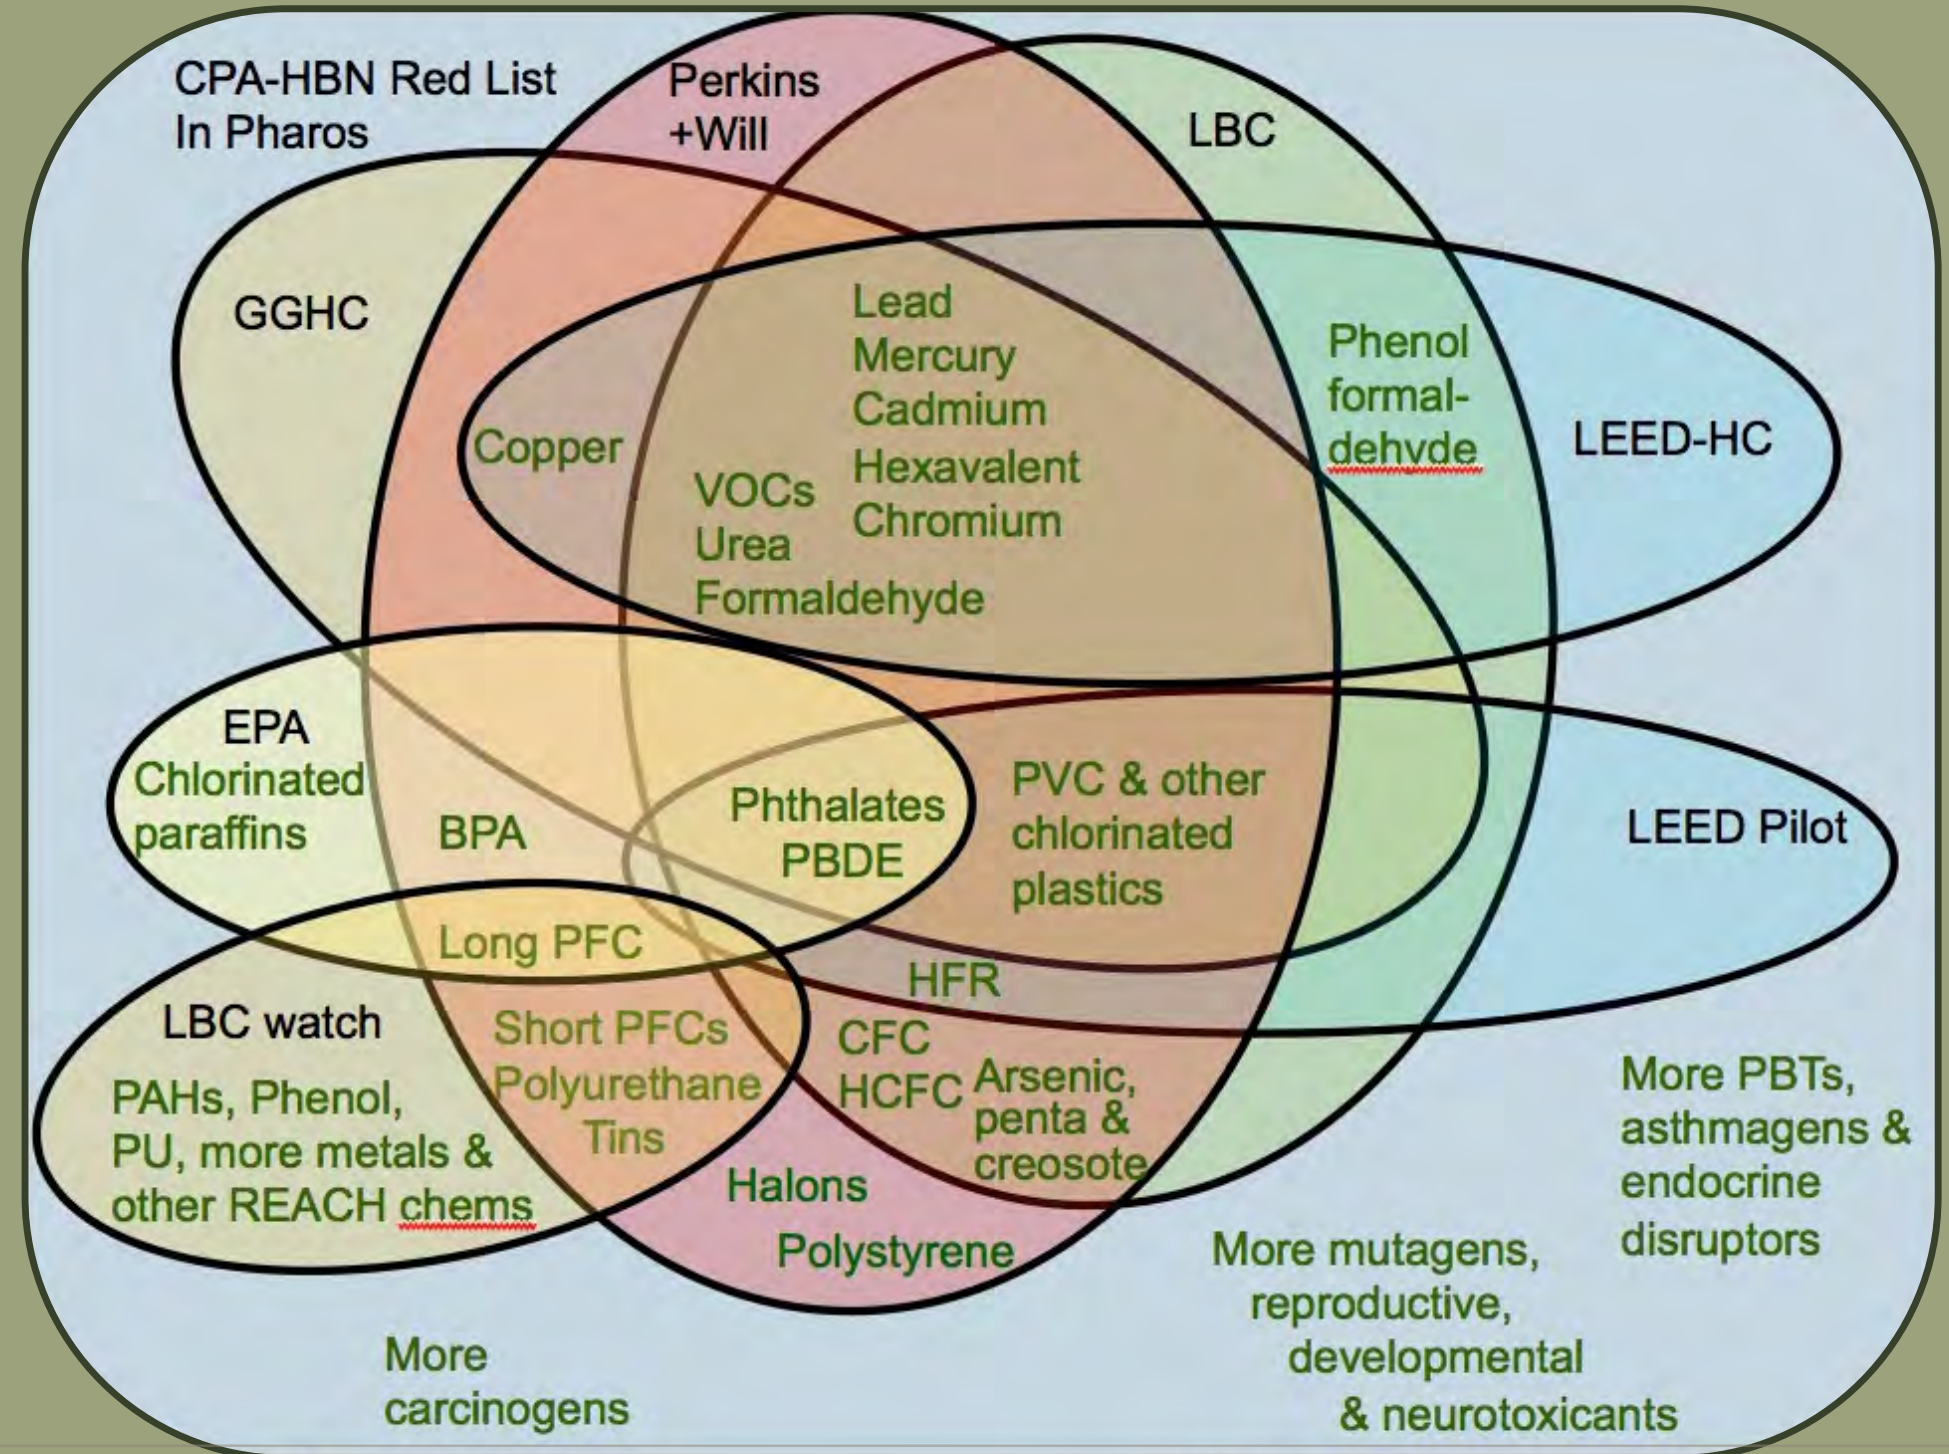 CPA-HBN Red List
In Pharos
Perkins
+Will
LBC
GGHC
Lead
Mercury
Cadmium
Hexavalent
Chromium
Copper
VOCs
Urea
Formaldehyde
Phenol
formal-
dehyde
LEED-HC
EPA
Chlorinated
paraffins
BPA
Phthalates
PBDE
PVC & other
chlorinated
plastics
LEED Pilot
Long PFC
HFR
LBC watch
PAHs, Phenol,
PU, more metals &
other REACH chems
Short PFCs
Polyurethane
Tins
CFC
HCFC
Arsenic,
penta &
creosote
Halons
Polystyrene
More PBTs,
asthmagens &
endocrine
disruptors
More mutagens,
reproductive,
developmental
& neurotoxicants
More
carcinogens